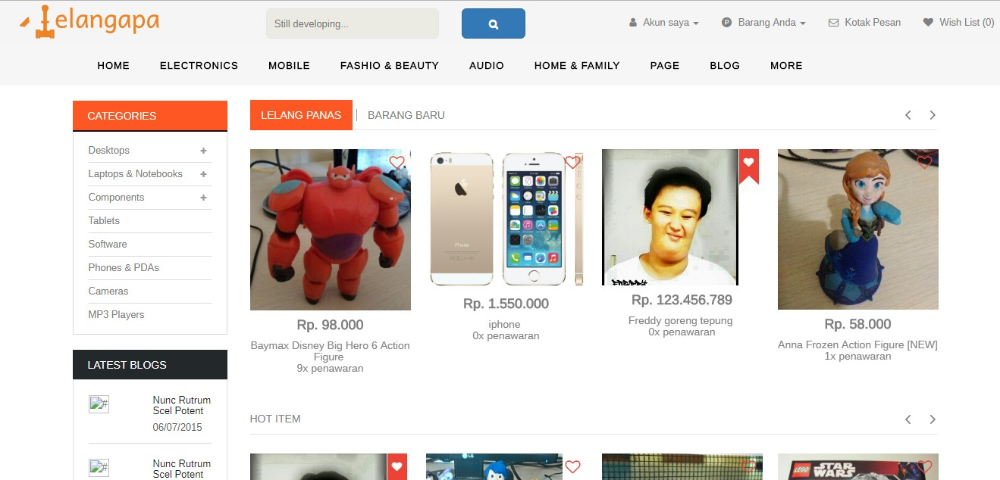 Lelangapa
Still developing...
Akun saya
Barang Anda
Kotak Pesan
Wish List (0)
HOME
ELECTRONICS
MOBILE
FASHIO & BEAUTY
AUDIO
HOME & FAMILY
PAGE
BLOG
MORE
CATEGORIES
Desktops +
Laptops & Notebooks +
Components +
Tablets
Software
Phones & PDAs
Cameras
MP3 Players
LATEST BLOGS
Nunc Rutrum
Scel Potent
06/07/2015
Nunc Rutrum
Scel Potent
LELANG PANAS | BARANG BARU
iPhone
Rp. 98.000
Baymax Disney Big Hero 6 Action
Figure
9x penawaran
Rp. 1.550.000
iphone
0x penawaran
Rp. 123.456.789
Freddy goreng tepung
0x penawaran
Rp. 58.000
Anna Frozen Action Figure [NEW]
1x penawaran
HOT ITEM
LG
LEGO
STAR
WARS